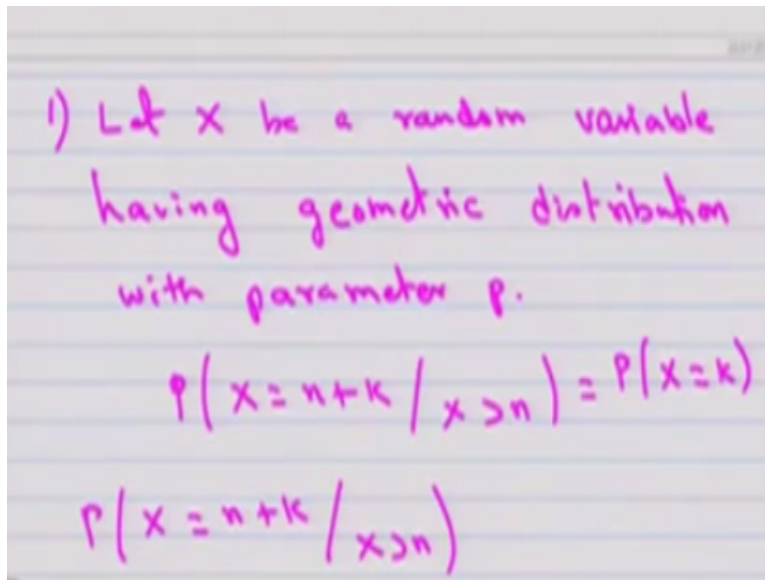 1) Let X be a random variable
having geometric distribution
with parameter p.
P(X = n+k / X>n) = P(X=k)
P(X = n+k / X>n)